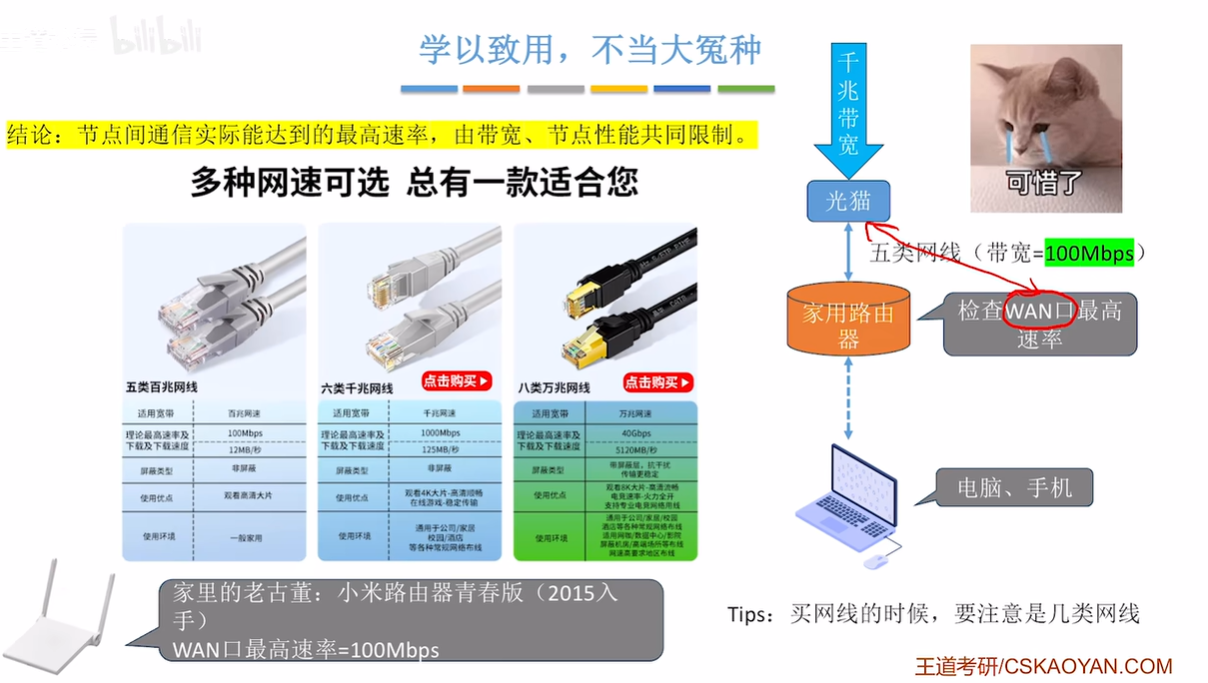 bilibili
学以致用，不当大冤种
结论：节点间通信实际能达到的最高速率，由带宽、节点性能共同限制。
多种网速可选 总有一款适合您
五类百兆网线
适用宽带 百兆网速
理论最高速率及
下载及下载速度
100Mbps
12MB/秒
屏蔽类型 非屏蔽
使用优点 观看高清大片
使用环境 一般家用
六类千兆网线
点击购买
适用宽带 千兆网速
理论最高速率及
下载及下载速度
1000Mbps
125MB/秒
屏蔽类型 非屏蔽
使用优点
观看4K大片-高清顺畅
在线游戏-稳定传输
使用环境
通用于公司/家居
校园/酒店
等各种常规网络布线
八类万兆网线
点击购买
适用宽带 万兆网速
理论最高速率及
下载及下载速度
40Gbps
5120MB/秒
屏蔽类型
带屏蔽层，抗干扰
传输更稳定
使用优点
观看8K大片-高清流畅
电竞速率-火力全开
支持专业电竞网络用线
使用环境
通用于公司/家居/校园
酒店等各种常规网络布线
适用网咖/数据中心/影院
屏蔽机房/高端场所等布线
网速高要求地区布线
千兆带宽
光猫
五类网线（带宽=100Mbps）
家用路由
器
检查WAN口最高
速率
电脑、手机
可惜了
家里的老古董：小米路由器青春版（2015入
手）
WAN口最高速率=100Mbps
Tips：买网线的时候，要注意是几类网线
王道考研/CSKAOYAN.COM